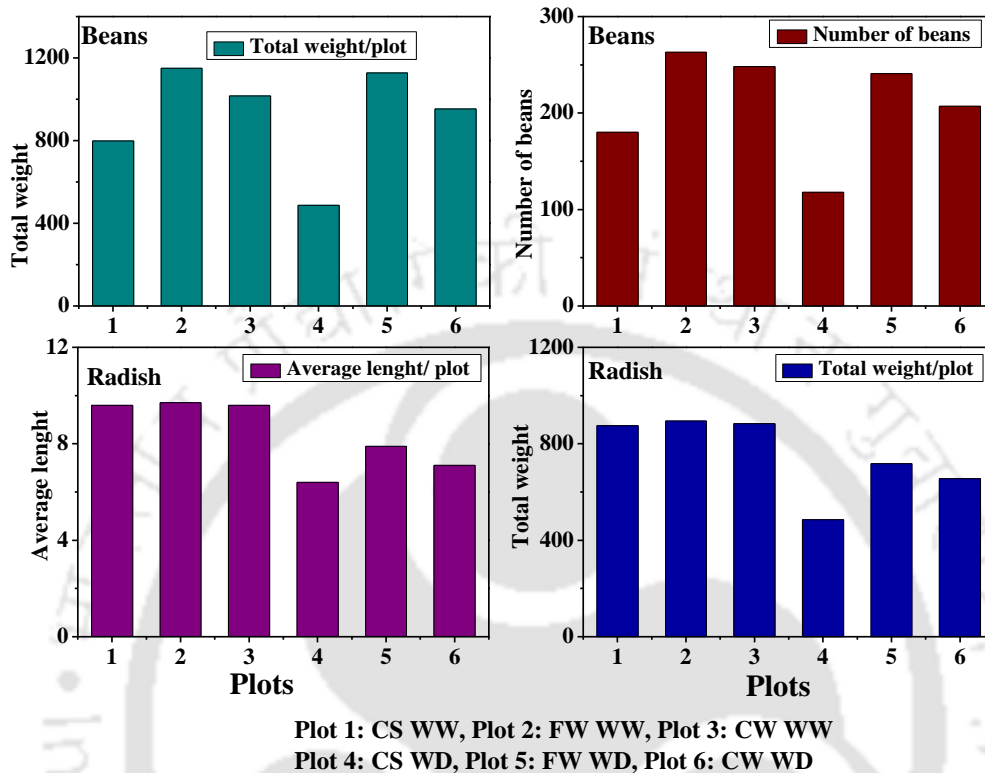 Beans
Total weight/plot
Total weight
1200
800
400
0
1 2 3 4 5 6
Beans
Number of beans
Number of beans
300
200
100
0
1 2 3 4 5 6
Radish
Average lenght/ plot
Average lenght
12
8
4
0
1 2 3 4 5 6
Plots
Radish
Total weight/plot
Total weight
1200
800
400
0
1 2 3 4 5 6
Plots
Plot 1: CS WW, Plot 2: FW WW, Plot 3: CW WW
Plot 4: CS WD, Plot 5: FW WD, Plot 6: CW WD